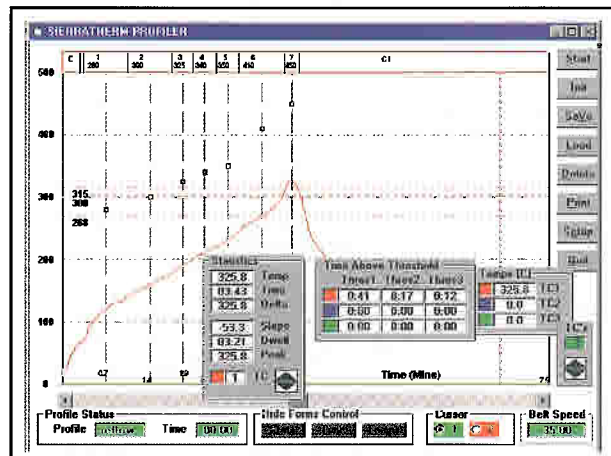 SIERRATHERM PROFILER
C 1 2 3 4 5 6 7 C1
280 300 325 340 350 410 450
500
400
315.
300
268
300
200
100
0
Start
Save
Load
Delete
Print
Setup
Quit
Statistics
325.8 Temp
03.43 Time
325.8 Delta
-53.3 Slope
03:21 Dwell
325.8 Peak
1 TC
Time Above Threshold
Thres1 Thres2 Thres3
0:41 0:17 0:12
0:00 0:00 0:00
0:00 0:00 0:00
Temps (C)
325.8 TC1
0.0 TC2
0.0 TC3
TC's
Time (Mins)
Profile Status
Profile reflow Time 00.00
Hide Forms Control
Cursor
1
Belt Speed
35.00